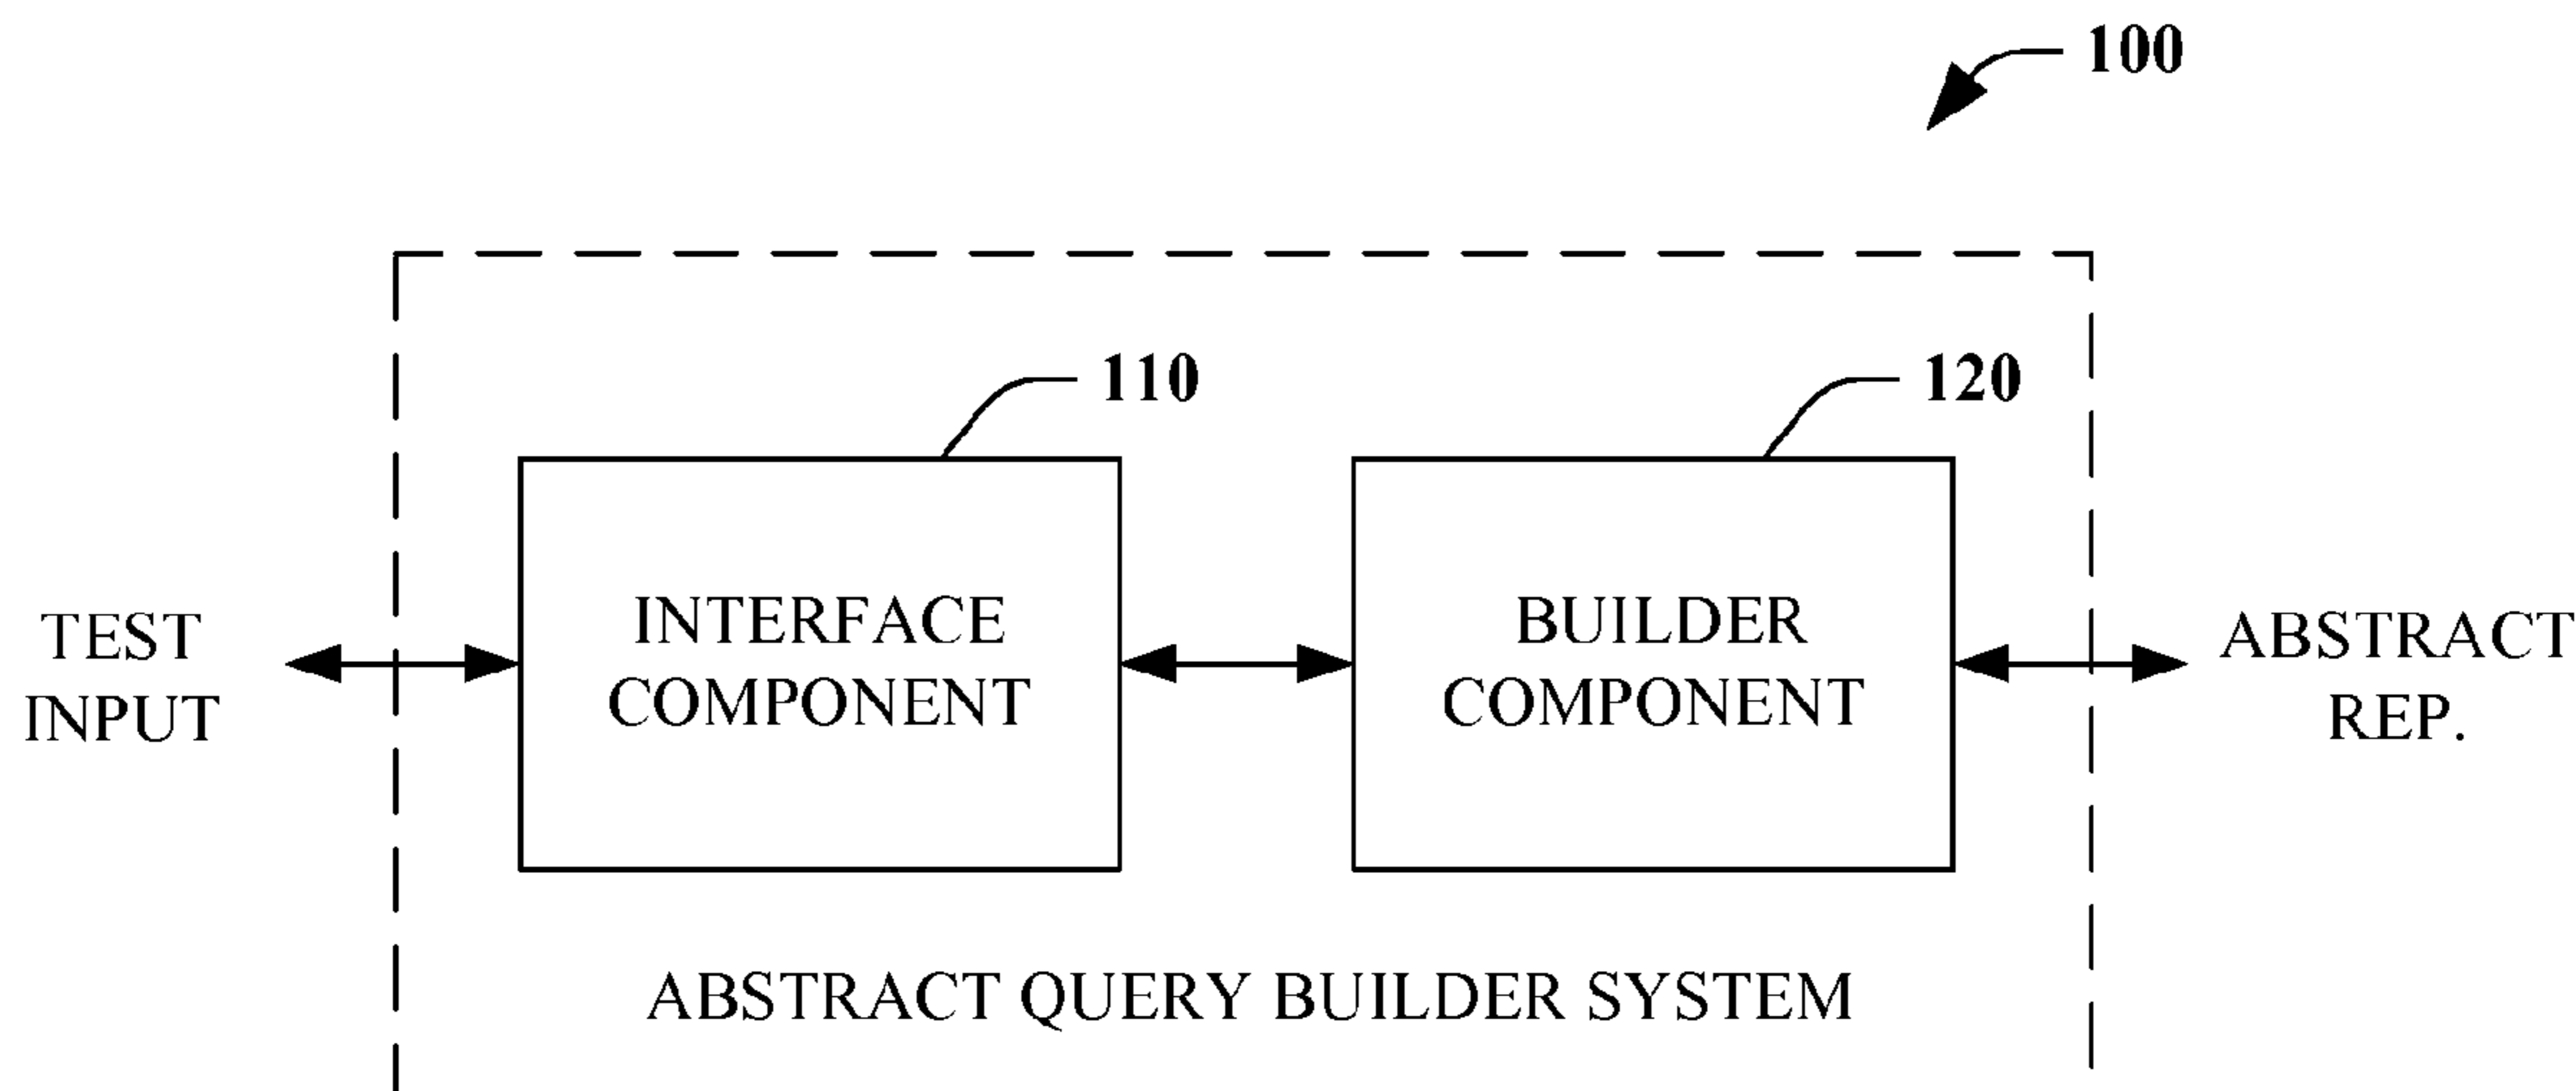 100
110
120
TEST
INPUT
INTERFACE
COMPONENT
BUILDER
COMPONENT
ABSTRACT
REP.
ABSTRACT QUERY BUILDER SYSTEM